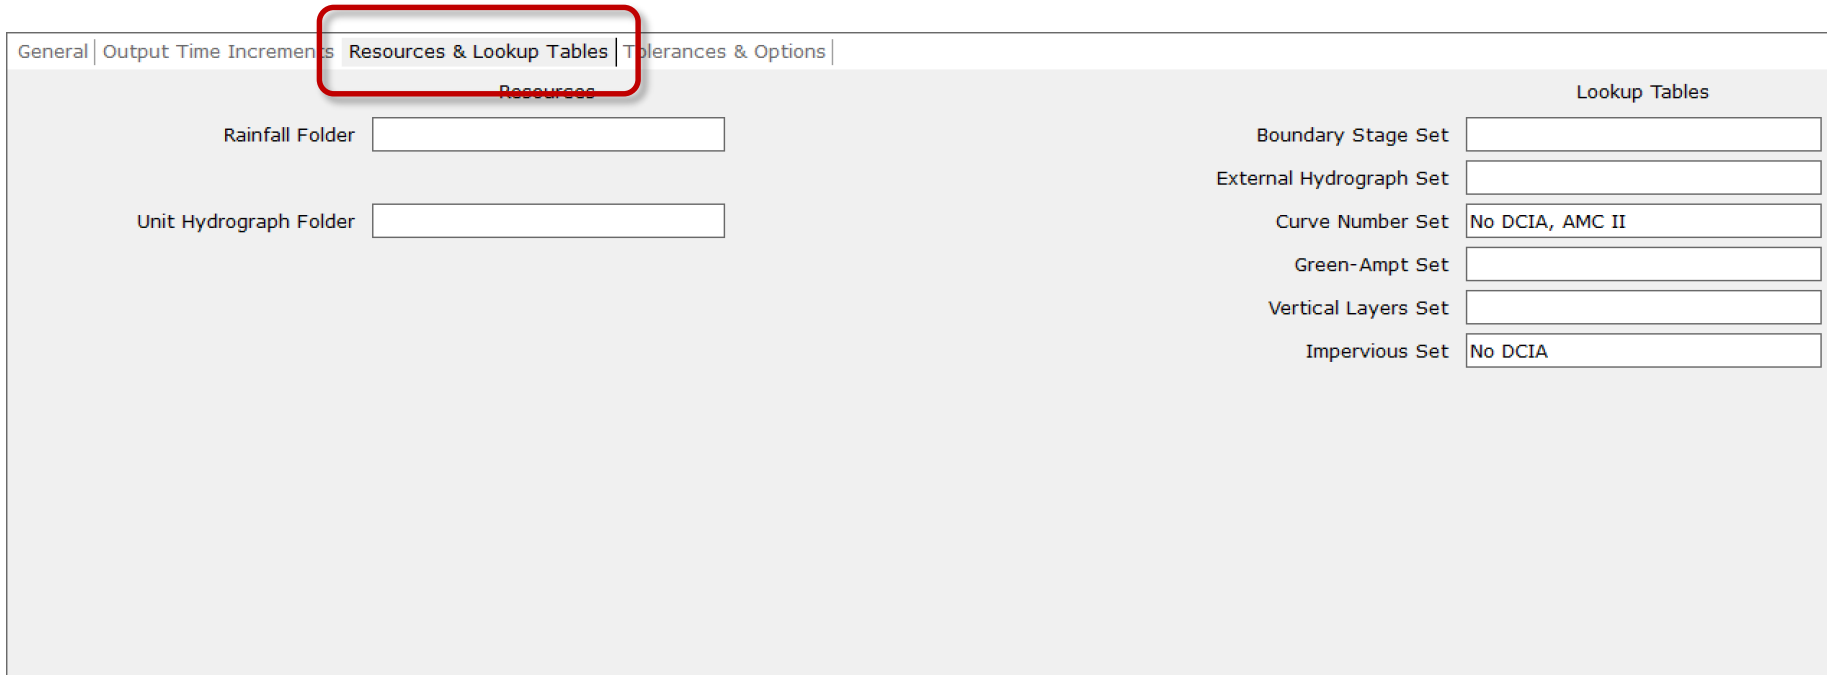 General Output Time Increments Resources & Lookup Tables Tolerances & Options
Resources
Lookup Tables
Rainfall Folder
Unit Hydrograph Folder
Boundary Stage Set
External Hydrograph Set
Curve Number Set No DCIA, AMC II
Green-Ampt Set
Vertical Layers Set
Impervious Set No DCIA